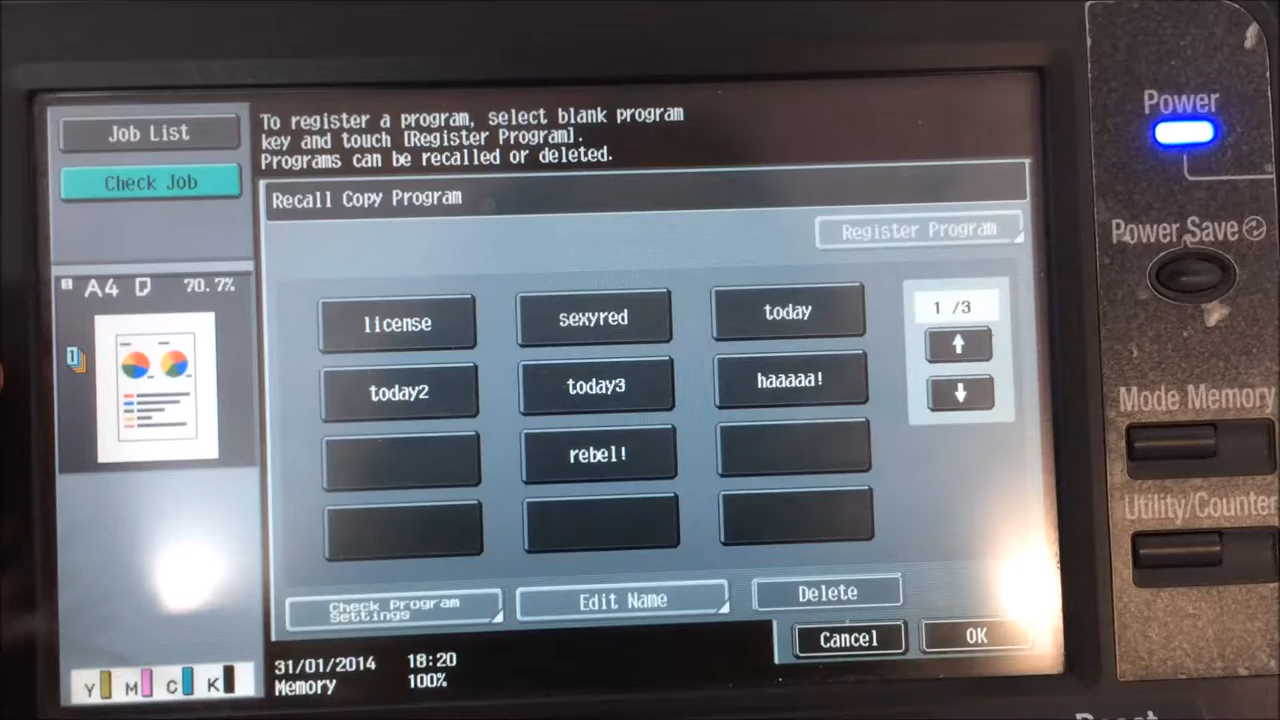 Job List
Check Job
To register a program, select blank program
key and touch [Register Program].
Programs can be recalled or deleted.
Recall Copy Program
Register Program
A4
70.7%
1
license
sexyred
today
1 /3
today2
today3
haaaaa!
rebel!
Check Program
Settings
Edit Name
Delete
Cancel
OK
31/01/2014
18:20
Memory
100%
Y M C K
Power
Power Save
Mode Memory
Utility/Counter